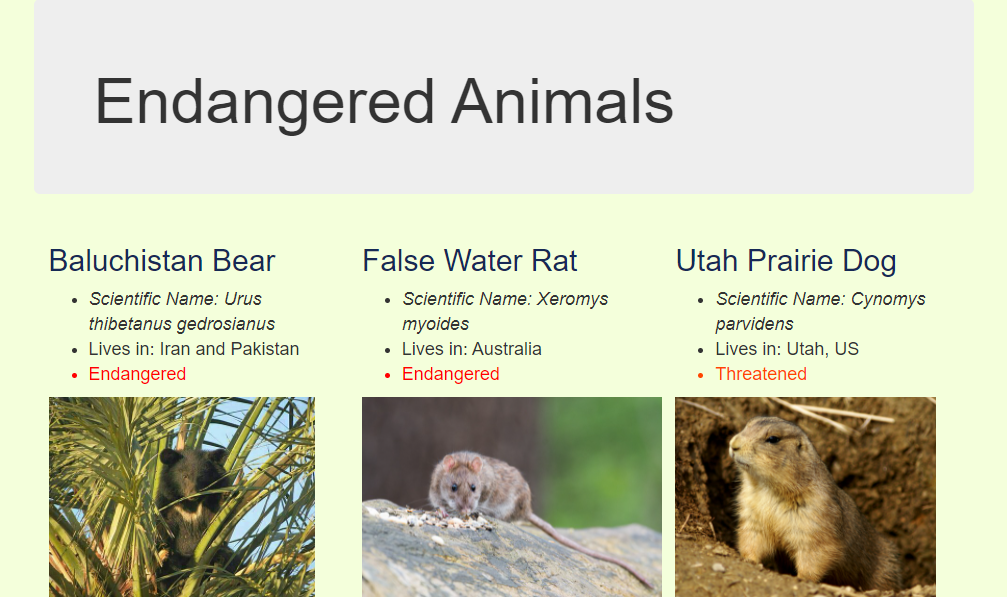 Endangered Animals
Baluchistan Bear
Scientific Name: Urus
thibetanus gedrosianus
Lives in: Iran and Pakistan
Endangered
False Water Rat
Scientific Name: Xeromys
myoides
Lives in: Australia
Endangered
Utah Prairie Dog
Scientific Name: Cynomys
parvidens
Lives in: Utah, US
Threatened